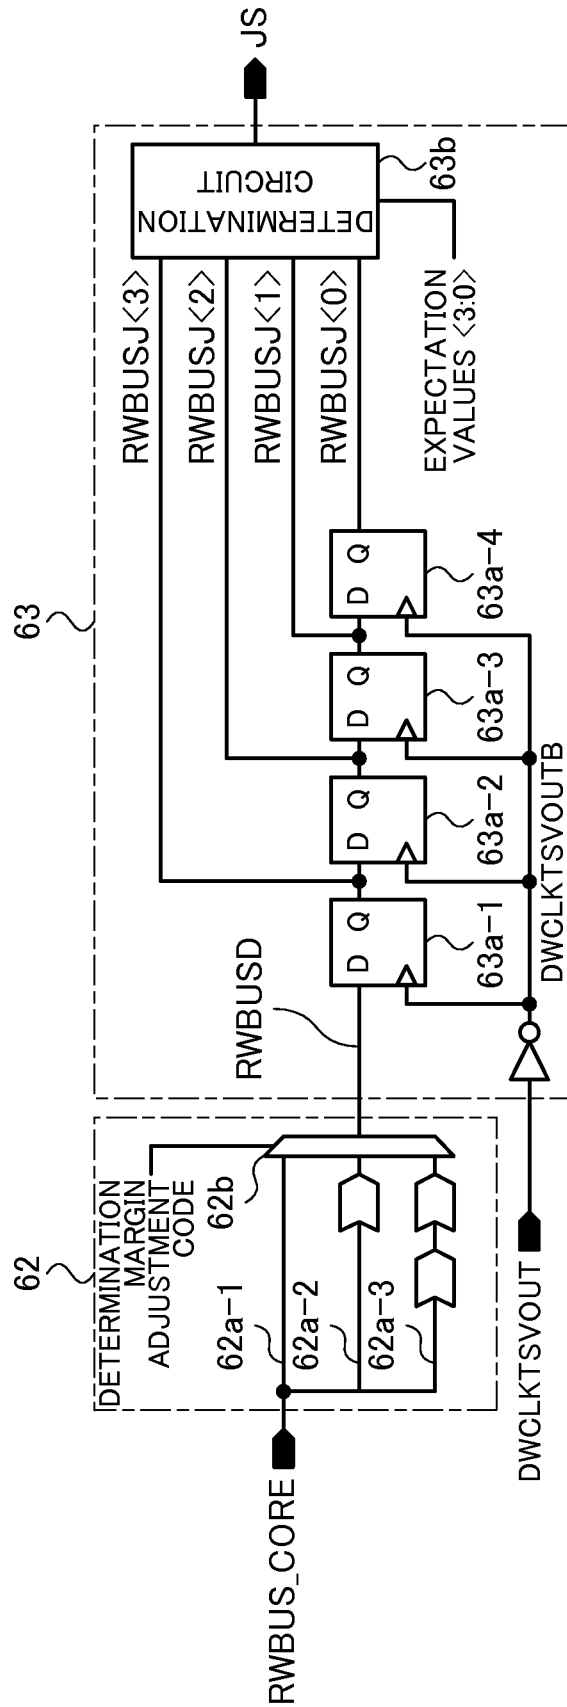 62
DETERMINATION
MARGIN
ADJUSTMENT
CODE
62b
62a-1
62a-2
62a-3
RWBUS_CORE
DWCLKTSVOUT
63
RWBUSD
D Q
63a-1
D Q
63a-2
D Q
63a-3
D Q
63a-4
DWCLKTSVOUTB
RWBUSJ<3>
RWBUSJ<2>
RWBUSJ<1>
RWBUSJ<0>
DETERMINATION
CIRCUIT
63b
EXPECTATION
VALUES <3:0>
JS